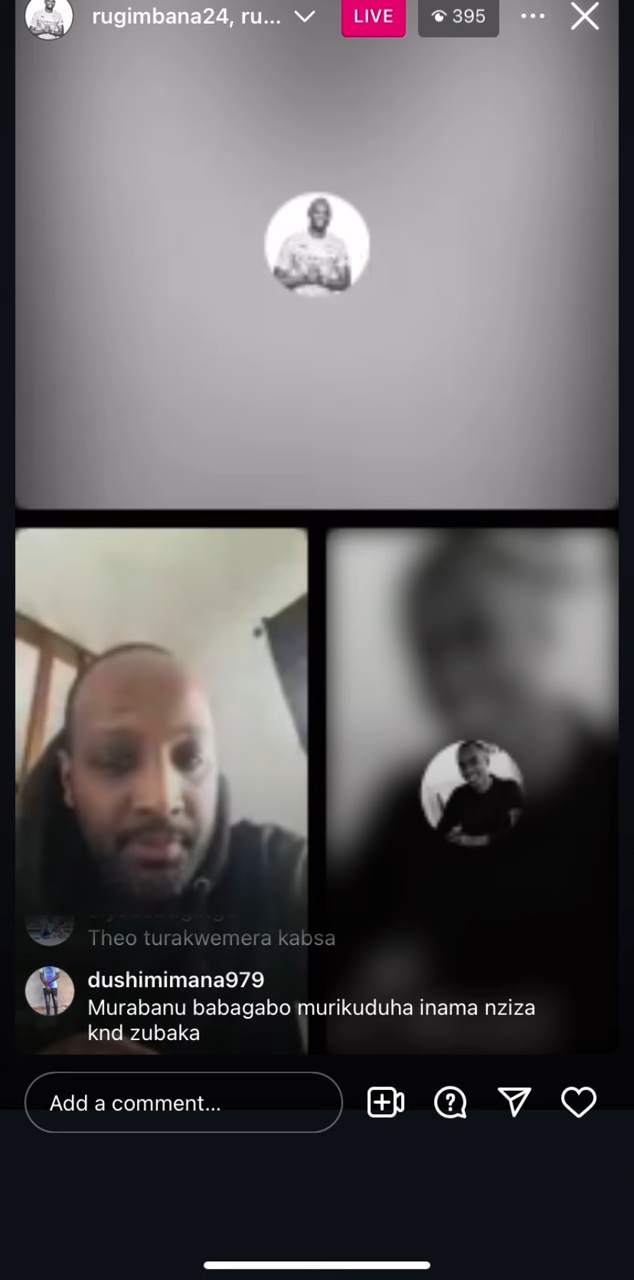 rugimbana24, ru...
LIVE
395
Theo turakwemera kabsa
dushimimana979
Murabanu babagabo murikuduha inama nziza
knd zubaka
Add a comment...